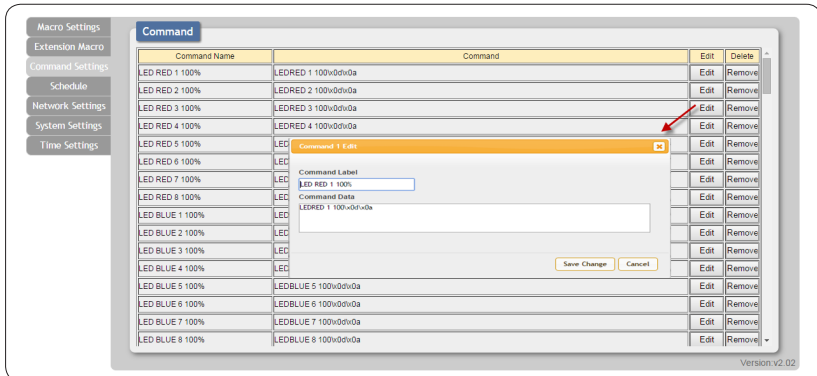 Macro Settings
Extension Macro
Command Settings
Schedule
Network Settings
System Settings
Time Settings
Command
Command Name Command Edit Delete
LED RED 1 100% LEDRED 1 100\x0d\x0a Edit Remove
LED RED 2 100% LEDRED 2 100\x0d\x0a Edit Remove
LED RED 3 100% LEDRED 3 100\x0d\x0a Edit Remove
LED RED 4 100% LEDRED 4 100\x0d\x0a Edit Remove
LED RED 5 100% LED Edit Remove
LED RED 6 100% LED Edit Remove
LED RED 7 100% LED Edit Remove
LED RED 8 100% LED Edit Remove
LED BLUE 1 100% LED Edit Remove
LED BLUE 2 100% LED Edit Remove
LED BLUE 3 100% LED Edit Remove
LED BLUE 4 100% LED Edit Remove
LED BLUE 5 100% LEDBLUE 5 100\x0d\x0a Edit Remove
LED BLUE 6 100% LEDBLUE 6 100\x0d\x0a Edit Remove
LED BLUE 7 100% LEDBLUE 7 100\x0d\x0a Edit Remove
LED BLUE 8 100% LEDBLUE 8 100\x0d\x0a Edit Remove
Command 1 Edit
Command Label
LED RED 1 100%
Command Data
LEDRED 1 100\x0d\x0a
Save Change Cancel
Version:v2.02